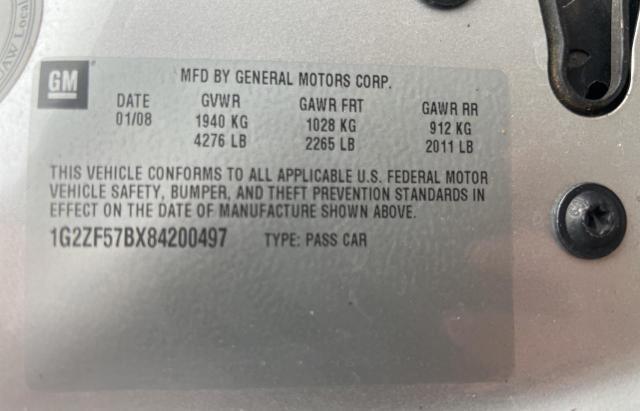 UAW Local
GM
MFD BY GENERAL MOTORS CORP.
DATE GVWR GAWR FRT GAWR RR
01/08 1940 KG 1028 KG 912 KG
4276 LB 2265 LB 2011 LB
THIS VEHICLE CONFORMS TO ALL APPLICABLE U.S. FEDERAL MOTOR
VEHICLE SAFETY, BUMPER, AND THEFT PREVENTION STANDARDS IN
EFFECT ON THE DATE OF MANUFACTURE SHOWN ABOVE.
1G2ZF57BX84200497 TYPE: PASS CAR